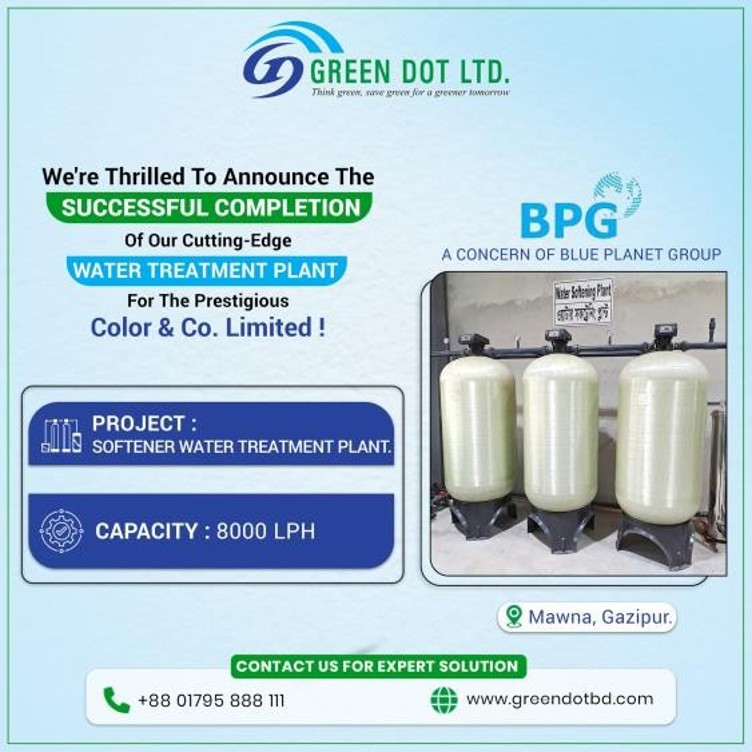 GREEN DOT LTD.
Think green, save green for a greener tomorrow
We're Thrilled To Announce The
SUCCESSFUL COMPLETION
Of Our Cutting-Edge
WATER TREATMENT PLANT
For The Prestigious
Color & Co. Limited !
BPG
A CONCERN OF BLUE PLANET GROUP
Water Softening Plant
ওয়াটার সফটেনিং প্লান্ট
PROJECT :
SOFTENER WATER TREATMENT PLANT.
CAPACITY : 8000 LPH
Mawna, Gazipur.
CONTACT US FOR EXPERT SOLUTION
+88 01795 888 111
www.greendotbd.com